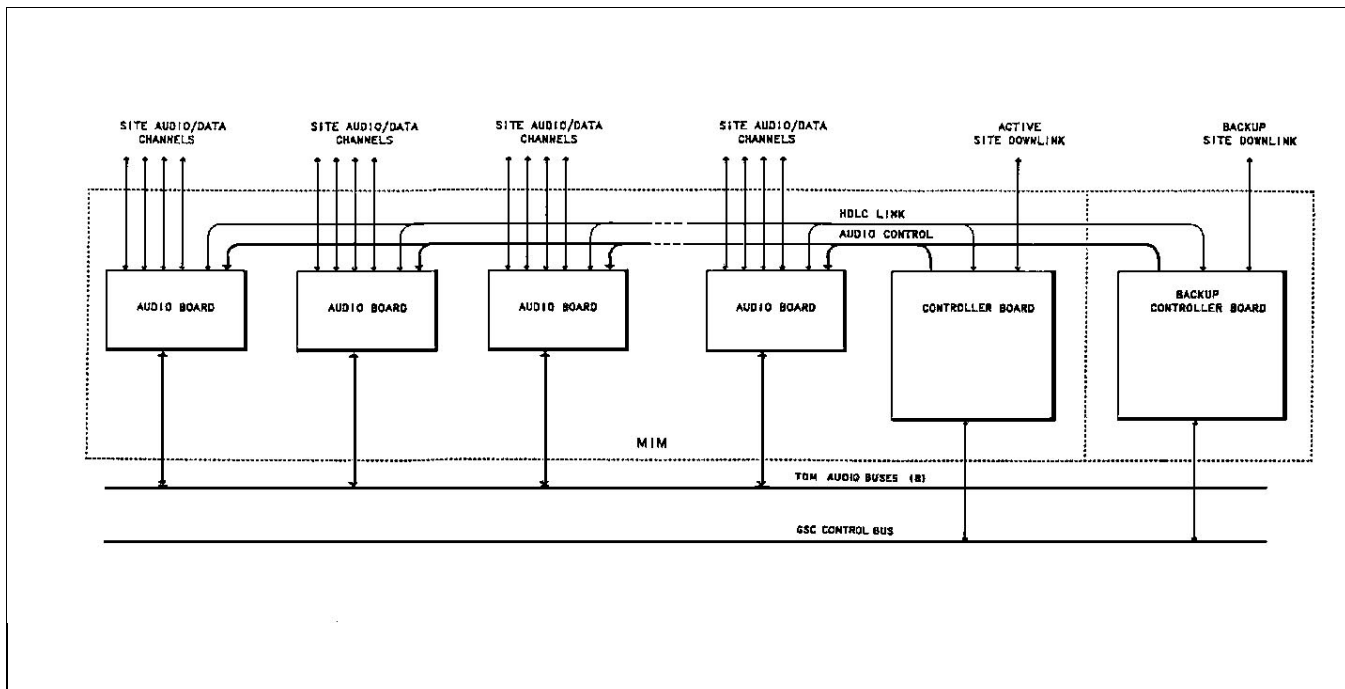 SITE AUDIO/DATA
CHANNELS
SITE AUDIO/DATA
CHANNELS
SITE AUDIO/DATA
CHANNELS
SITE AUDIO/DATA
CHANNELS
ACTIVE
SITE DOWNLINK
BACKUP
SITE DOWNLINK
HDLC LINK
AUDIO CONTROL
AUDIO BOARD
AUDIO BOARD
AUDIO BOARD
AUDIO BOARD
CONTROLLER BOARD
BACKUP
CONTROLLER BOARD
MIM
TDM AUDIO BUSES (8)
GSC CONTROL BUS